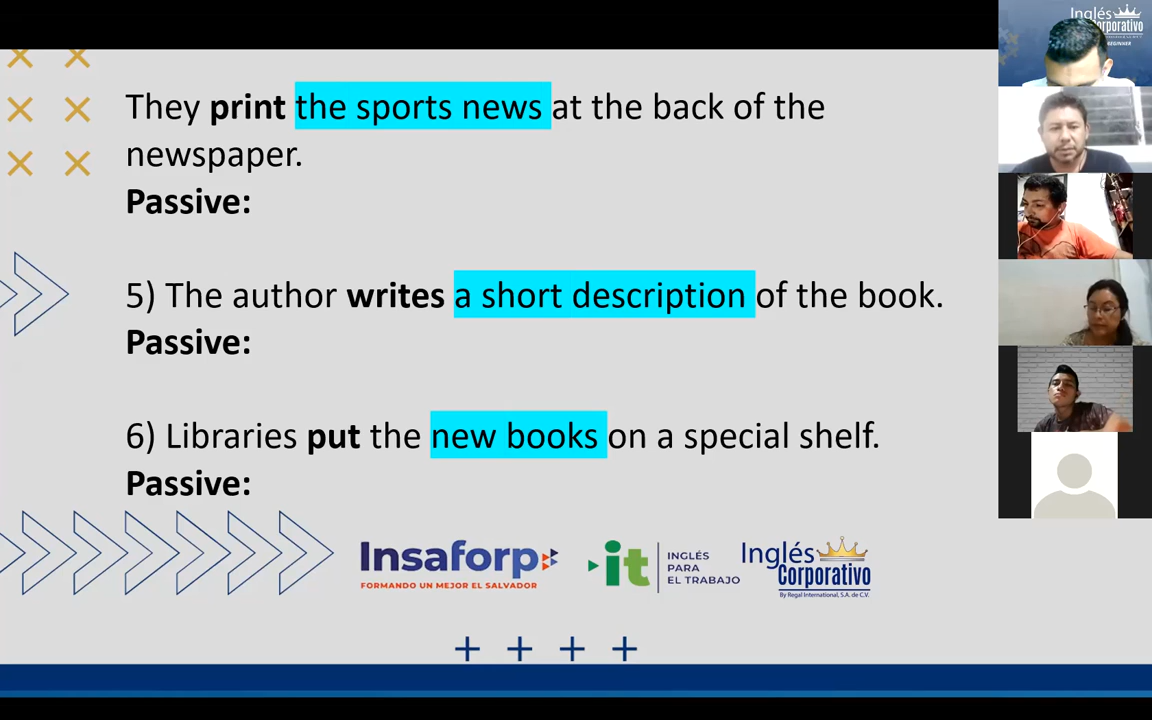 They print the sports news at the back of the
newspaper.
Passive:
5) The author writes a short description of the book.
Passive:
6) Libraries put the new books on a special shelf.
Passive:
Insaforp
FORMANDO UN MEJOR EL SALVADOR
it
INGLÉS
PARA
EL TRABAJO
Inglés
Corporativo
By Regal International, S.A. de C.V.
Inglés
Corporativo
BEGINNER